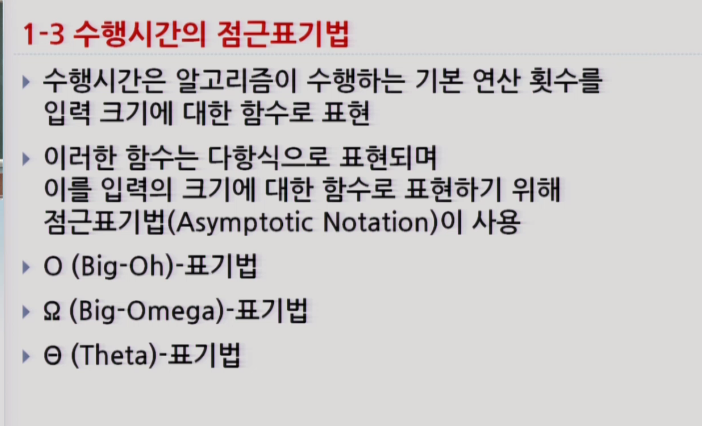 1-3 수행시간의 점근표기법
수행시간은 알고리즘이 수행하는 기본 연산 횟수를
입력 크기에 대한 함수로 표현
이러한 함수는 다항식으로 표현되며
이를 입력의 크기에 대한 함수로 표현하기 위해
점근표기법(Asymptotic Notation)이 사용
O (Big-Oh)-표기법
Ω (Big-Omega)-표기법
Θ (Theta)-표기법